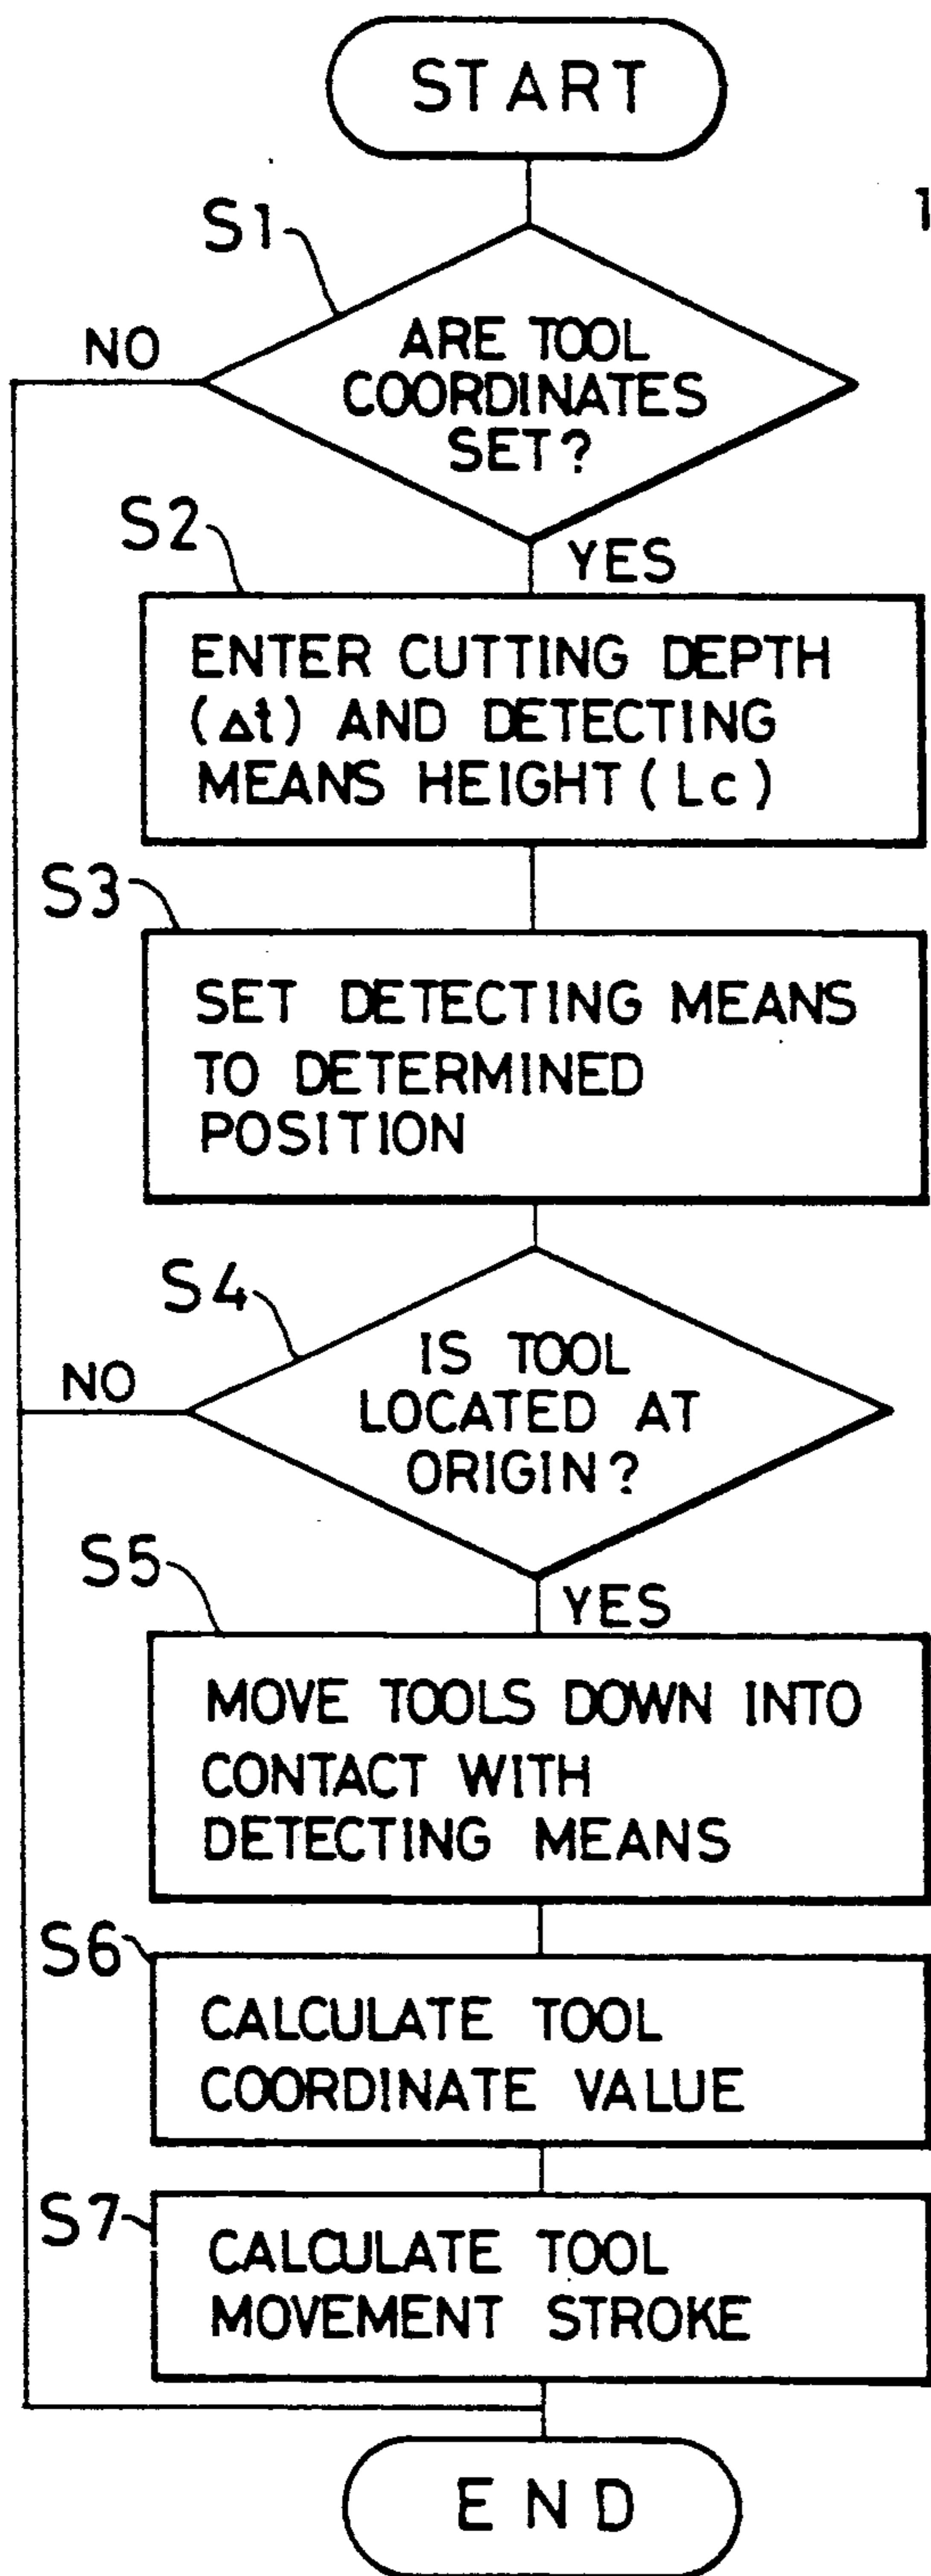 START
1
S1
NO
ARE TOOL
COORDINATES
SET?
S2
YES
ENTER CUTTING DEPTH
(Δt) AND DETECTING
MEANS HEIGHT (Lc)
S3
SET DETECTING MEANS
TO DETERMINED
POSITION
S4
NO
IS TOOL
LOCATED AT
ORIGIN?
S5
YES
MOVE TOOLS DOWN INTO
CONTACT WITH
DETECTING MEANS
S6
CALCULATE TOOL
COORDINATE VALUE
S7
CALCULATE TOOL
MOVEMENT STROKE
END